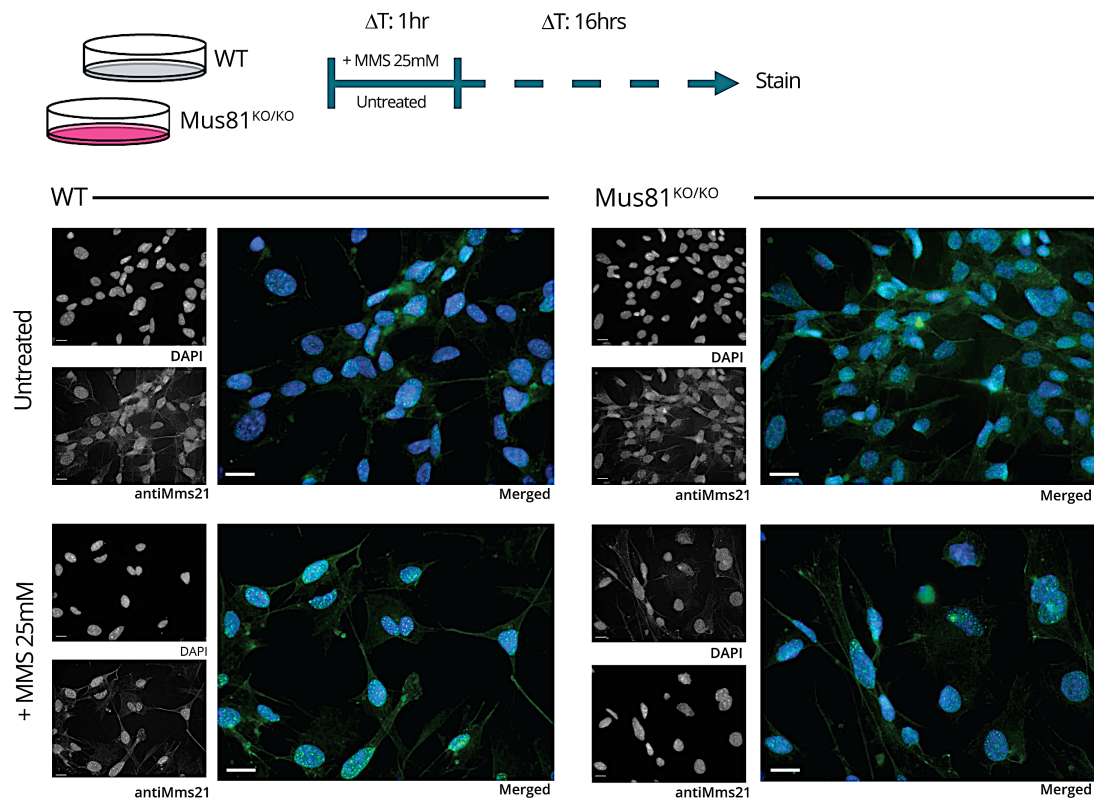 ΔT: 1hr
ΔT: 16hrs
WT
+ MMS 25mM
Stain
Untreated
Mus81KO/KO
WT
Mus81KO/KO
Untreated
DAPI
DAPI
antiMms21
Merged
antiMms21
Merged
+ MMS 25mM
DAPI
DAPI
antiMms21
Merged
antiMms21
Merged